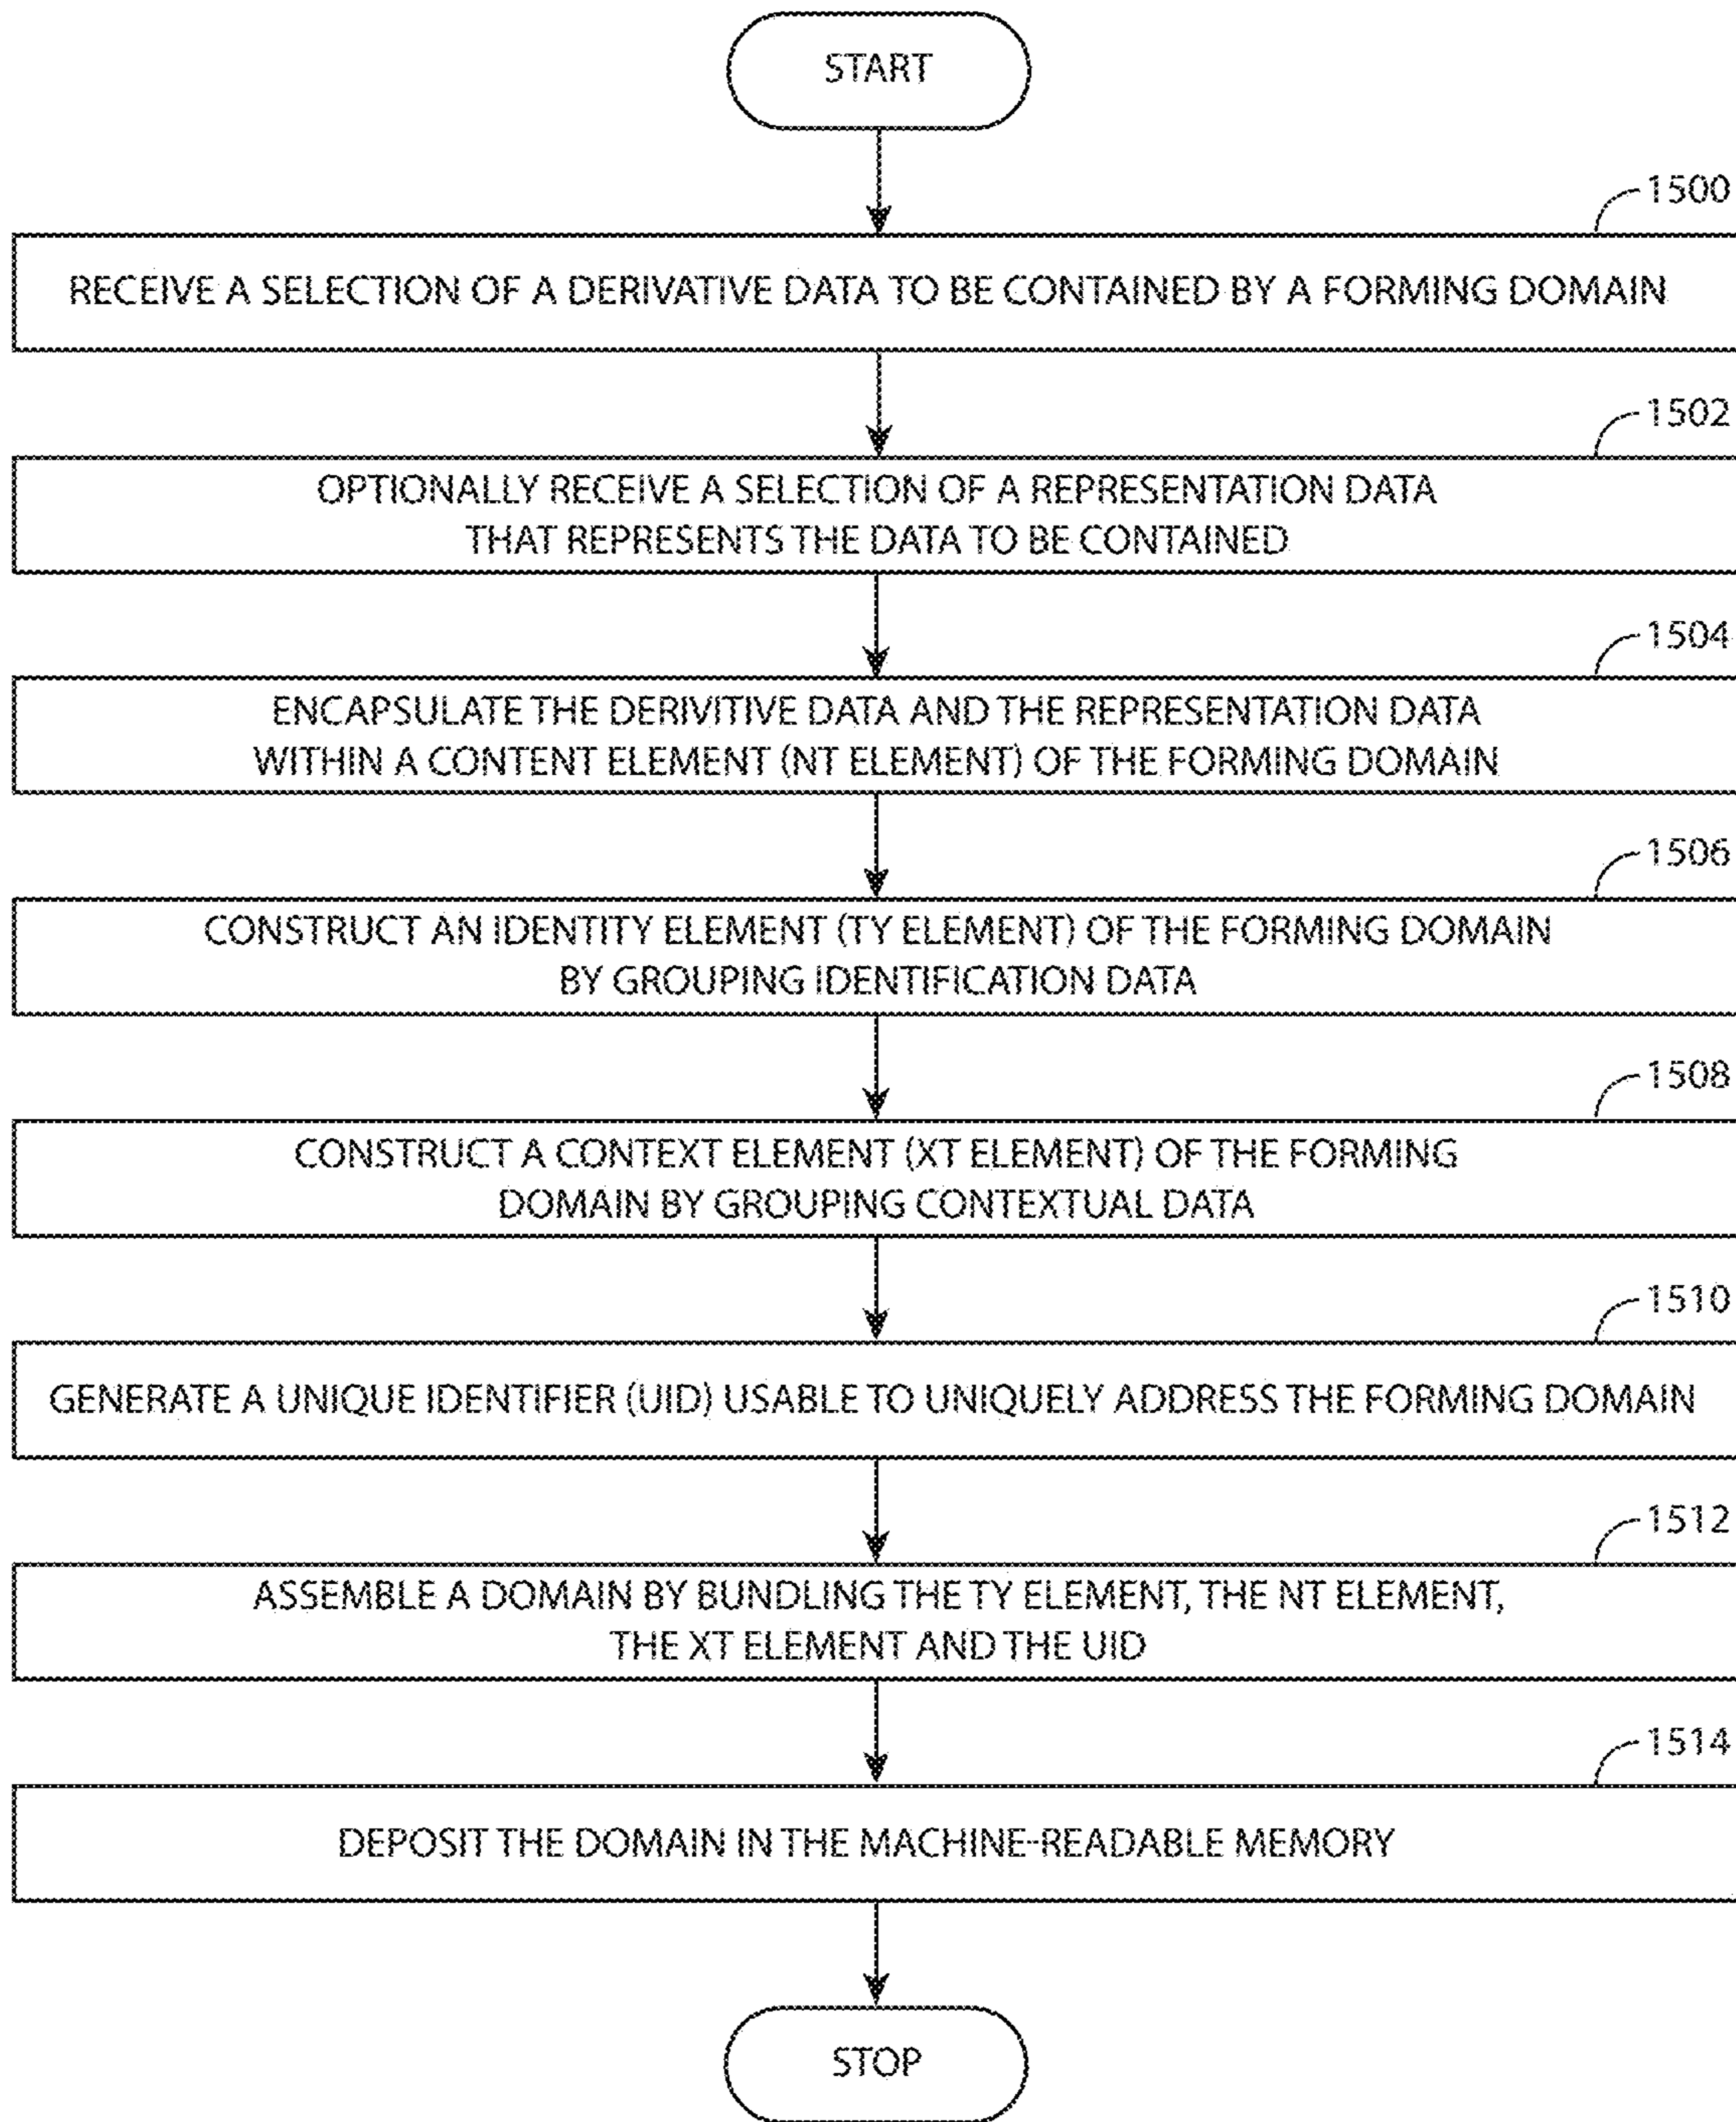 START
1500
RECEIVE A SELECTION OF A DERIVATIVE DATA TO BE CONTAINED BY A FORMING DOMAIN
1502
OPTIONALLY RECEIVE A SELECTION OF A REPRESENTATION DATA
THAT REPRESENTS THE DATA TO BE CONTAINED
1504
ENCAPSULATE THE DERIVITIVE DATA AND THE REPRESENTATION DATA
WITHIN A CONTENT ELEMENT (NT ELEMENT) OF THE FORMING DOMAIN
1506
CONSTRUCT AN IDENTITY ELEMENT (TY ELEMENT) OF THE FORMING DOMAIN
BY GROUPING IDENTIFICATION DATA
1508
CONSTRUCT A CONTEXT ELEMENT (XT ELEMENT) OF THE FORMING
DOMAIN BY GROUPING CONTEXTUAL DATA
1510
GENERATE A UNIQUE IDENTIFIER (UID) USABLE TO UNIQUELY ADDRESS THE FORMING DOMAIN
1512
ASSEMBLE A DOMAIN BY BUNDLING THE TY ELEMENT, THE NT ELEMENT,
THE XT ELEMENT AND THE UID
1514
DEPOSIT THE DOMAIN IN THE MACHINE-READABLE MEMORY
STOP